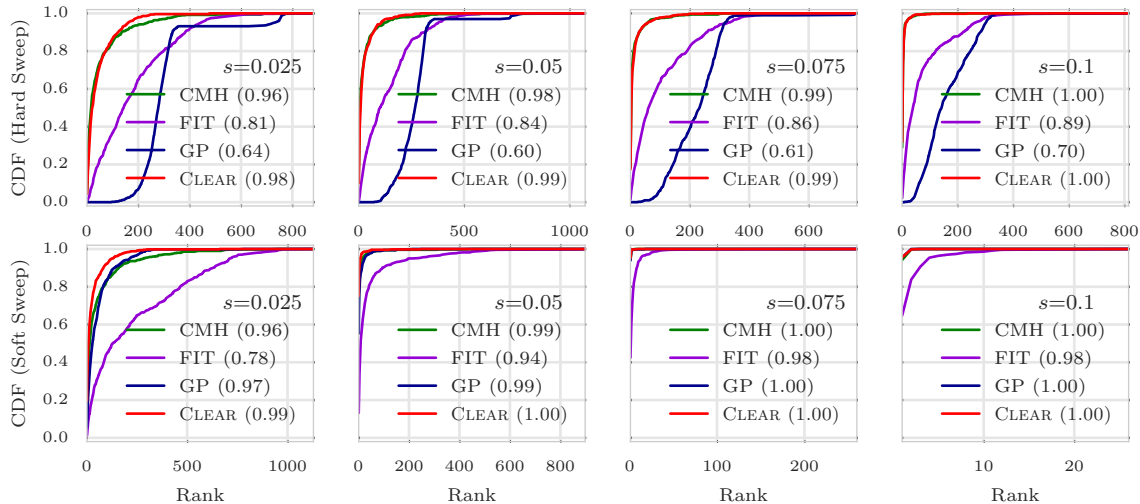 CDF (Hard Sweep)
1.0
0.8
0.6
0.4
0.2
0.0
s=0.025
CMH (0.96)
FIT (0.81)
GP (0.64)
CLEAR (0.98)
0 200 400 600 800
s=0.05
CMH (0.98)
FIT (0.84)
GP (0.60)
CLEAR (0.99)
0 500 1000
s=0.075
CMH (0.99)
FIT (0.86)
GP (0.61)
CLEAR (0.99)
0 200 400 600
s=0.1
CMH (1.00)
FIT (0.89)
GP (0.70)
CLEAR (1.00)
0 200 400 600 800
CDF (Soft Sweep)
1.0
0.8
0.6
0.4
0.2
0.0
s=0.025
CMH (0.96)
FIT (0.78)
GP (0.97)
CLEAR (0.99)
0 500 1000
Rank
s=0.05
CMH (0.99)
FIT (0.94)
GP (0.99)
CLEAR (1.00)
0 200 400 600 800
Rank
s=0.075
CMH (1.00)
FIT (0.98)
GP (1.00)
CLEAR (1.00)
0 100 200
Rank
s=0.1
CMH (1.00)
FIT (0.98)
GP (1.00)
CLEAR (1.00)
10 20
Rank